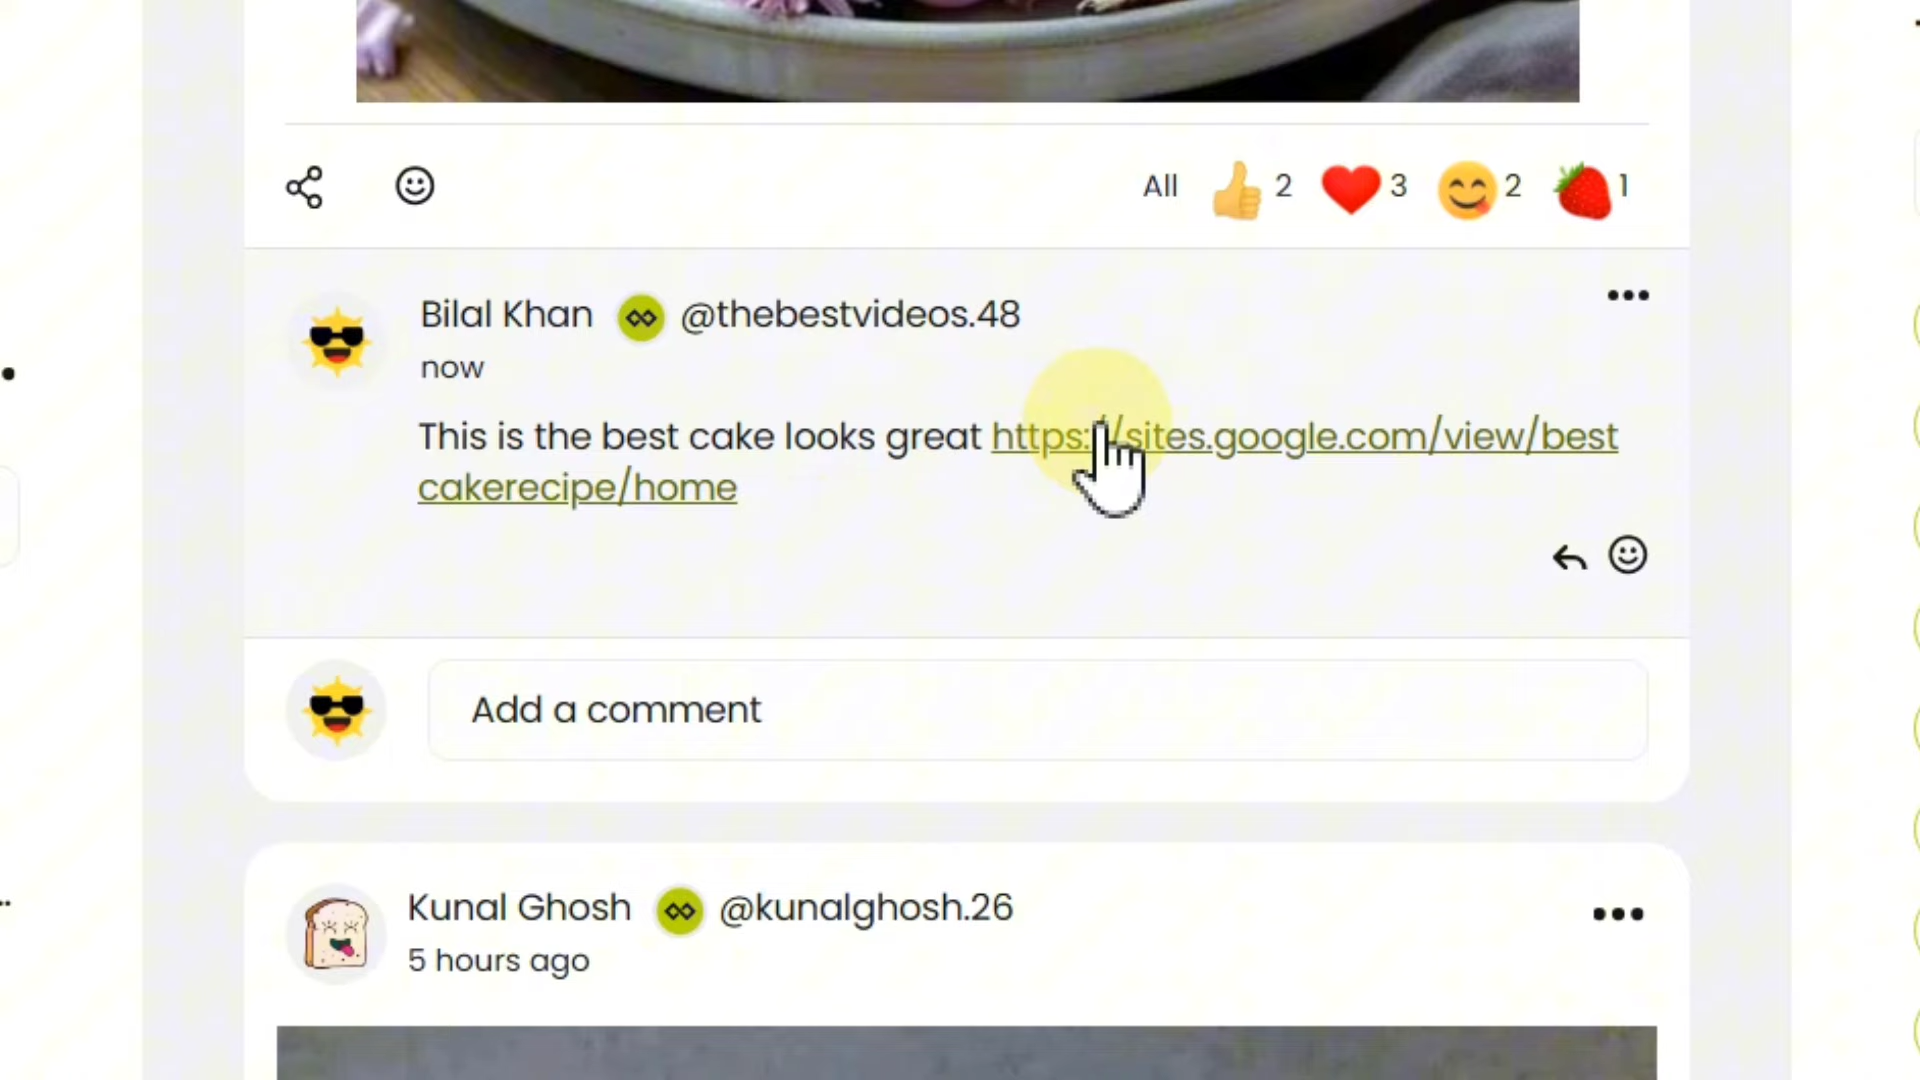 All 2 3 2 1
Bilal Khan @thebestvideos.48
now
This is the best cake looks great https://sites.google.com/view/best
cakerecipe/home
Add a comment
Kunal Ghosh @kunalghosh.26
5 hours ago